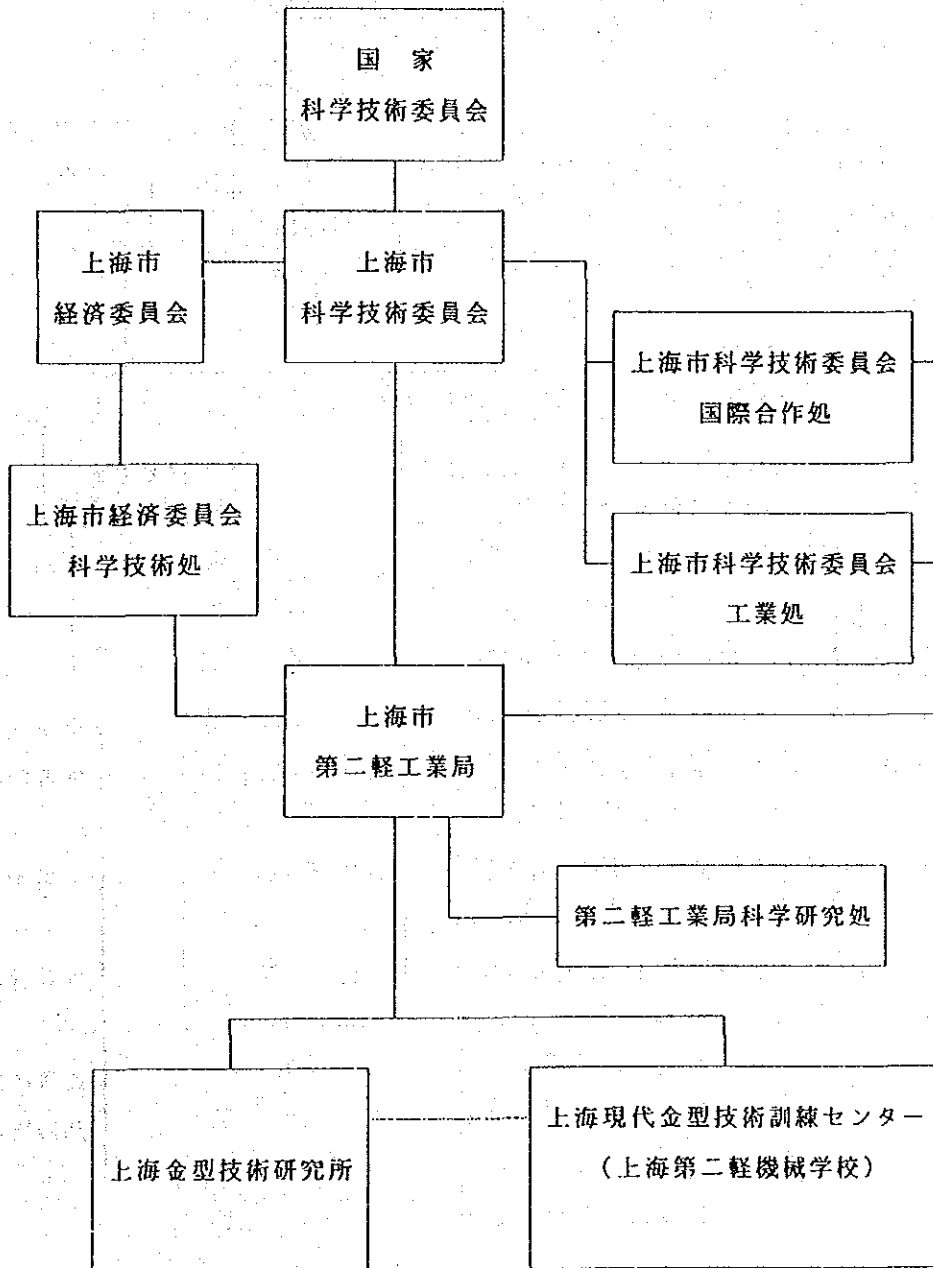 国 家
科学技術委員会
上海市
経済委員会
上海市
科学技術委員会
上海市科学技術委員会
国際合作処
上海市経済委員会
科学技術処
上海市科学技術委員会
工業処
上海市
第二軽工業局
第二軽工業局科学研究処
上海金型技術研究所
上海現代金型技術訓練センター
(上海第二軽機械学校)